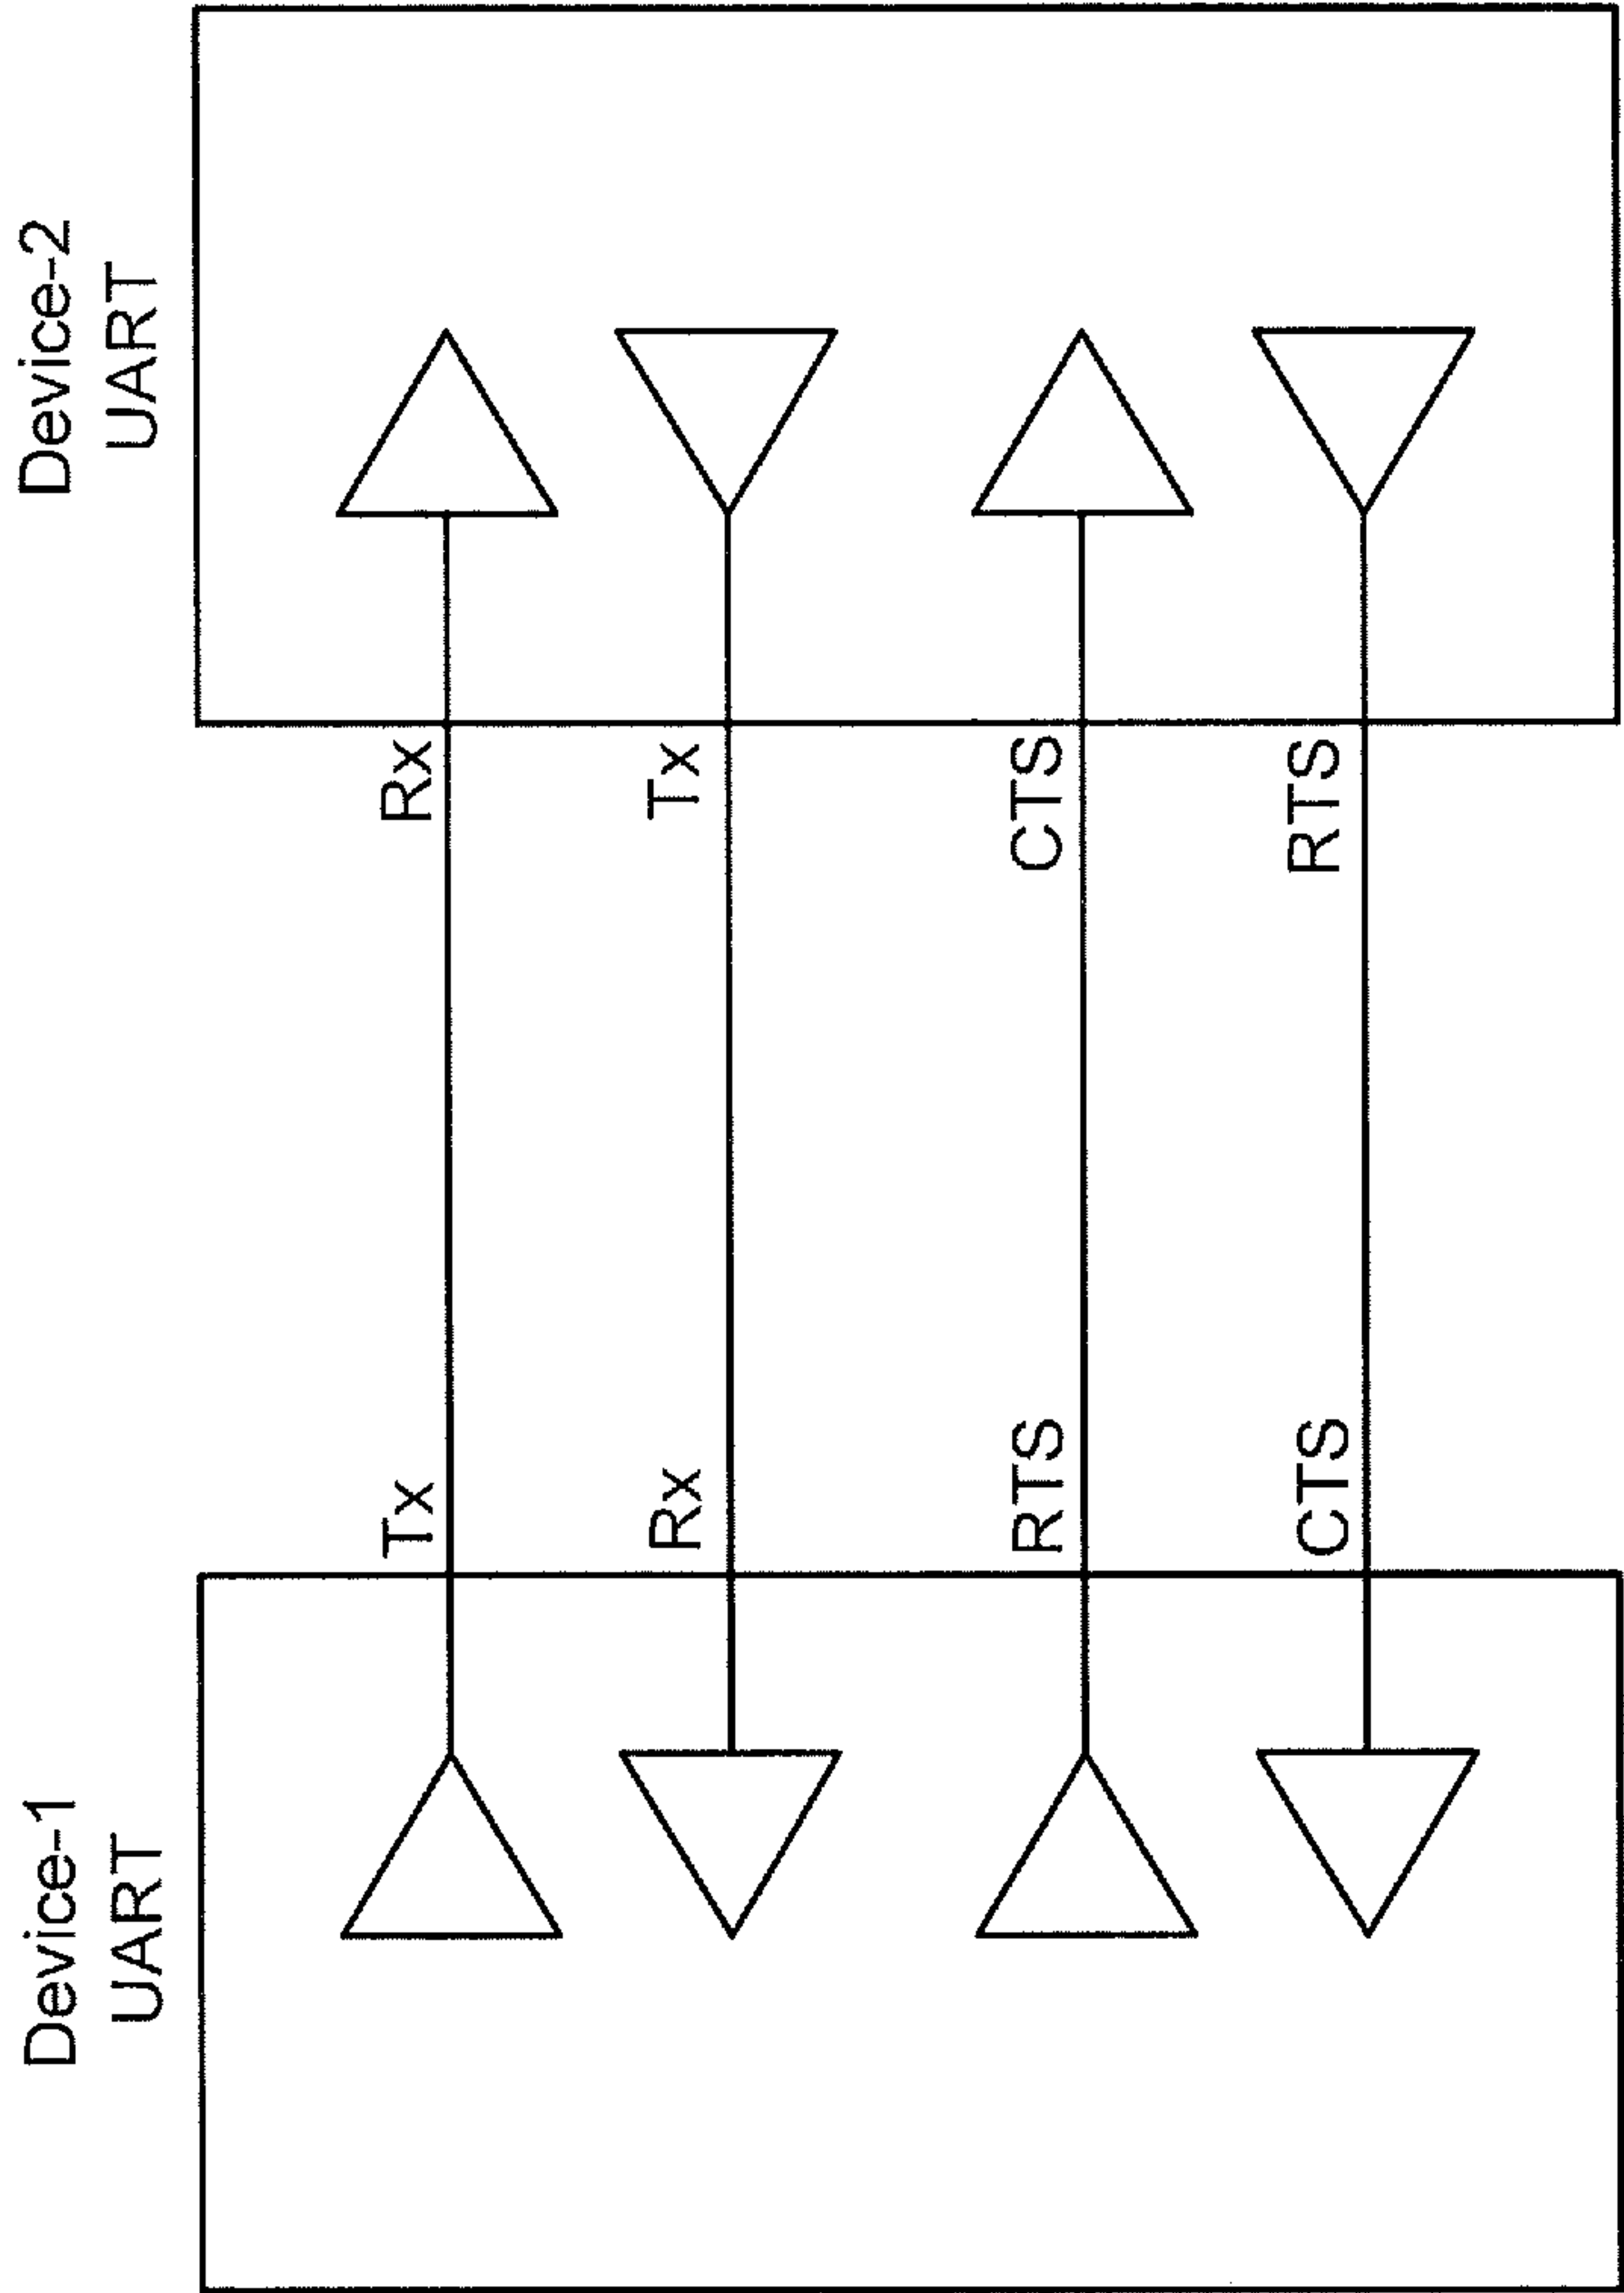 Device-1
UART
Device-2
UART
Tx
Rx
Rx
Tx
RTS
CTS
CTS
RTS